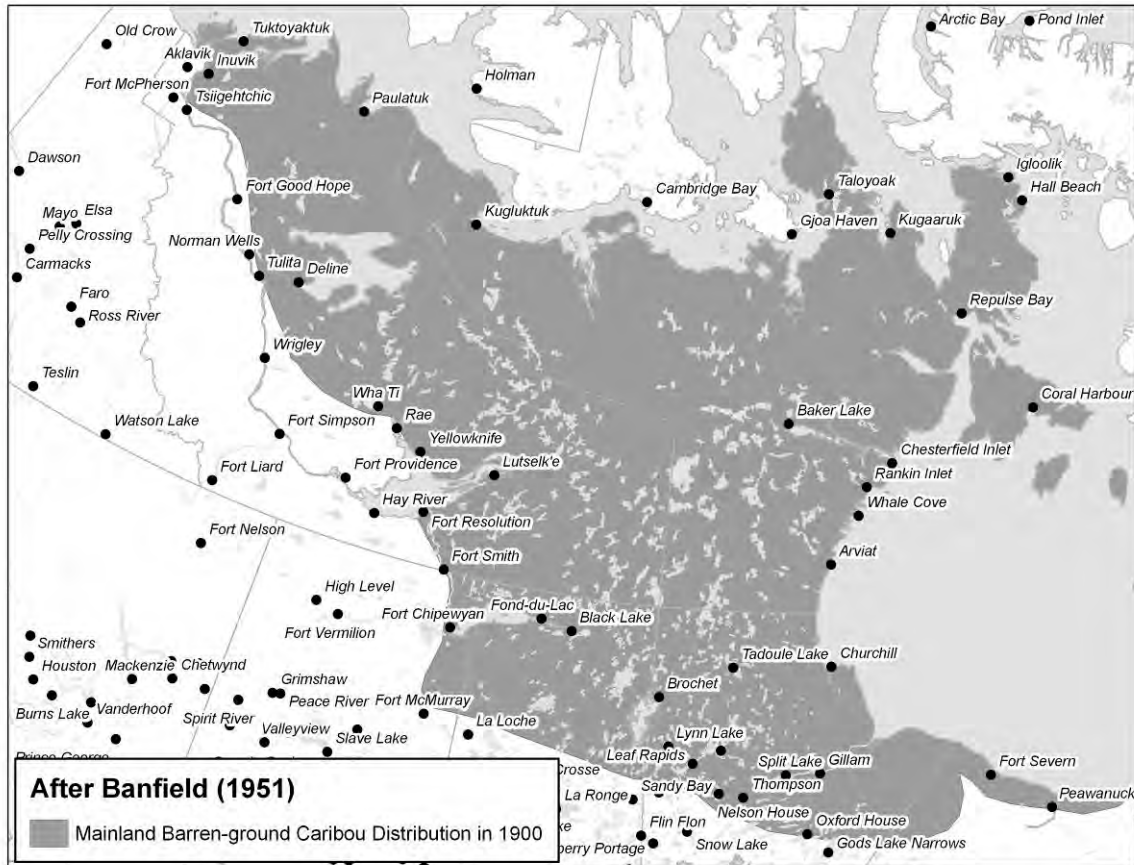 Old Crow
Tuktoyaktuk
Arctic Bay
Pond Inlet
Aklavik
Inuvik
Holman
Fort McPherson
Tsiigehtchic
Paulatuk
Dawson
Igloolik
Hall Beach
Fort Good Hope
Cambridge Bay
Taloyoak
Mayo
Elsa
Kugluktuk
Gjoa Haven
Kugaaruk
Pelly Crossing
Norman Wells
Carmacks
Tulita
Deline
Faro
Repulse Bay
Ross River
Wrigley
Teslin
Wha Ti
Coral Harbour
Rae
Baker Lake
Watson Lake
Fort Simpson
Yellowknife
Chesterfield Inlet
Fort Liard
Fort Providence
Lutselk'e
Rankin Inlet
Whale Cove
Hay River
Fort Resolution
Fort Nelson
Arviat
Fort Smith
High Level
Fort Chipewyan
Fond-du-Lac
Black Lake
Fort Vermilion
Smithers
Houston
Mackenzie
Chetwynd
Tadoule Lake
Churchill
Grimshaw
Peace River
Fort McMurray
Brochet
Burns Lake
Vanderhoof
Spirit River
Valleyview
Slave Lake
La Loche
Lynn Lake
Leaf Rapids
Split Lake
Gillam
Fort Severn
Prince George
Crosse
La Ronge
Sandy Bay
Thompson
Peawanuck
Nelson House
Oxford House
Flin Flon
Snow Lake
Gods Lake Narrows
ke
berry Portage
After Banfield (1951)
Mainland Barren-ground Caribou Distribution in 1900